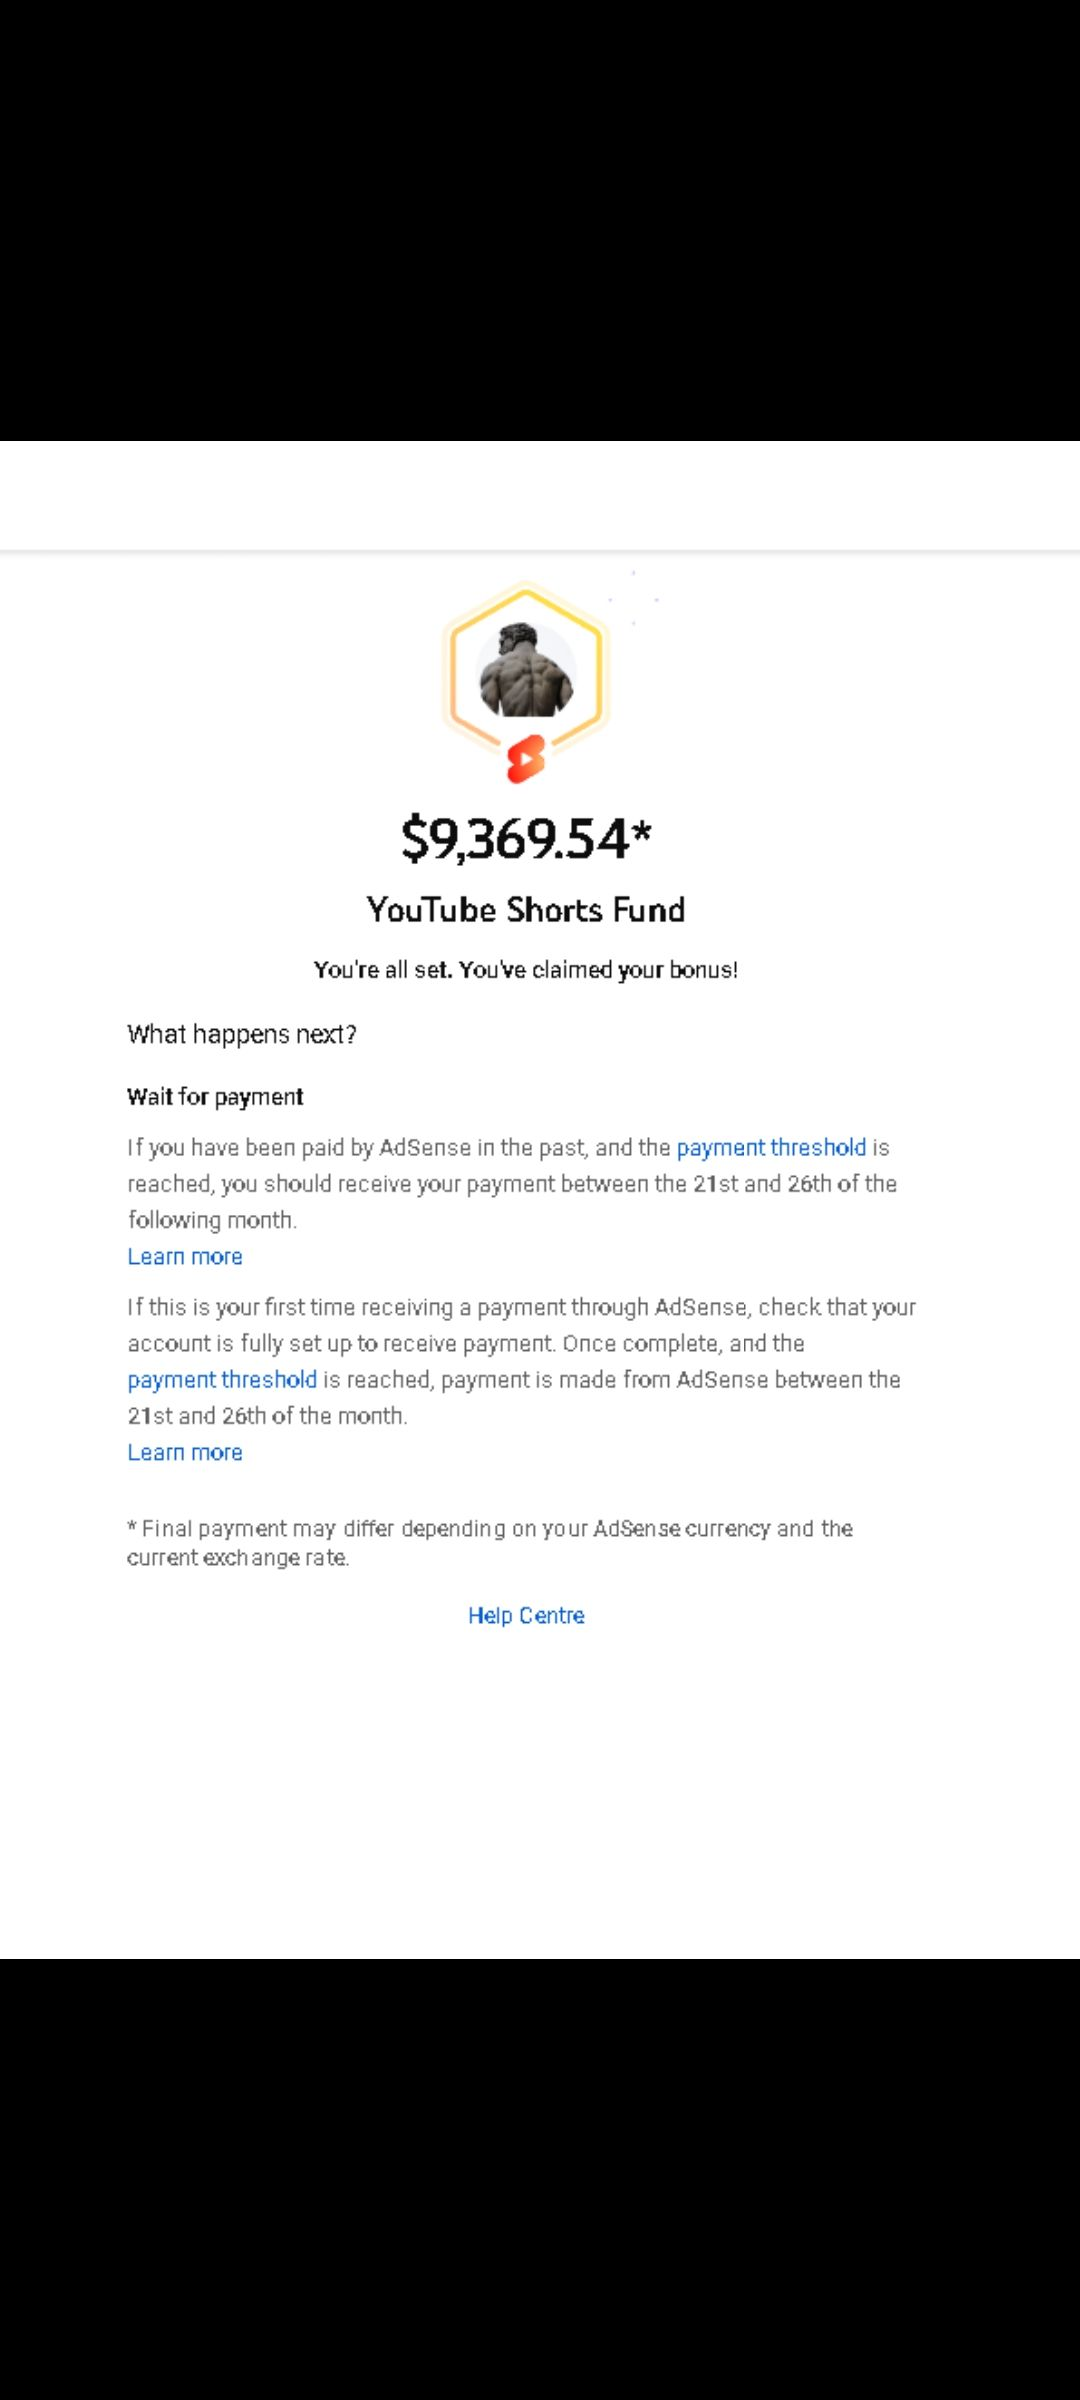 $9,369.54*
YouTube Shorts Fund
You're all set. You've claimed your bonus!
What happens next?
Wait for payment
If you have been paid by AdSense in the past, and the payment threshold is
reached, you should receive your payment between the 21st and 26th of the
following month.
Learn more
If this is your first time receiving a payment through AdSense, check that your
account is fully set up to receive payment. Once complete, and the
payment threshold is reached, payment is made from AdSense between the
21st and 26th of the month.
Learn more
* Final payment may differ depending on your AdSense currency and the
current exchange rate.
Help Centre